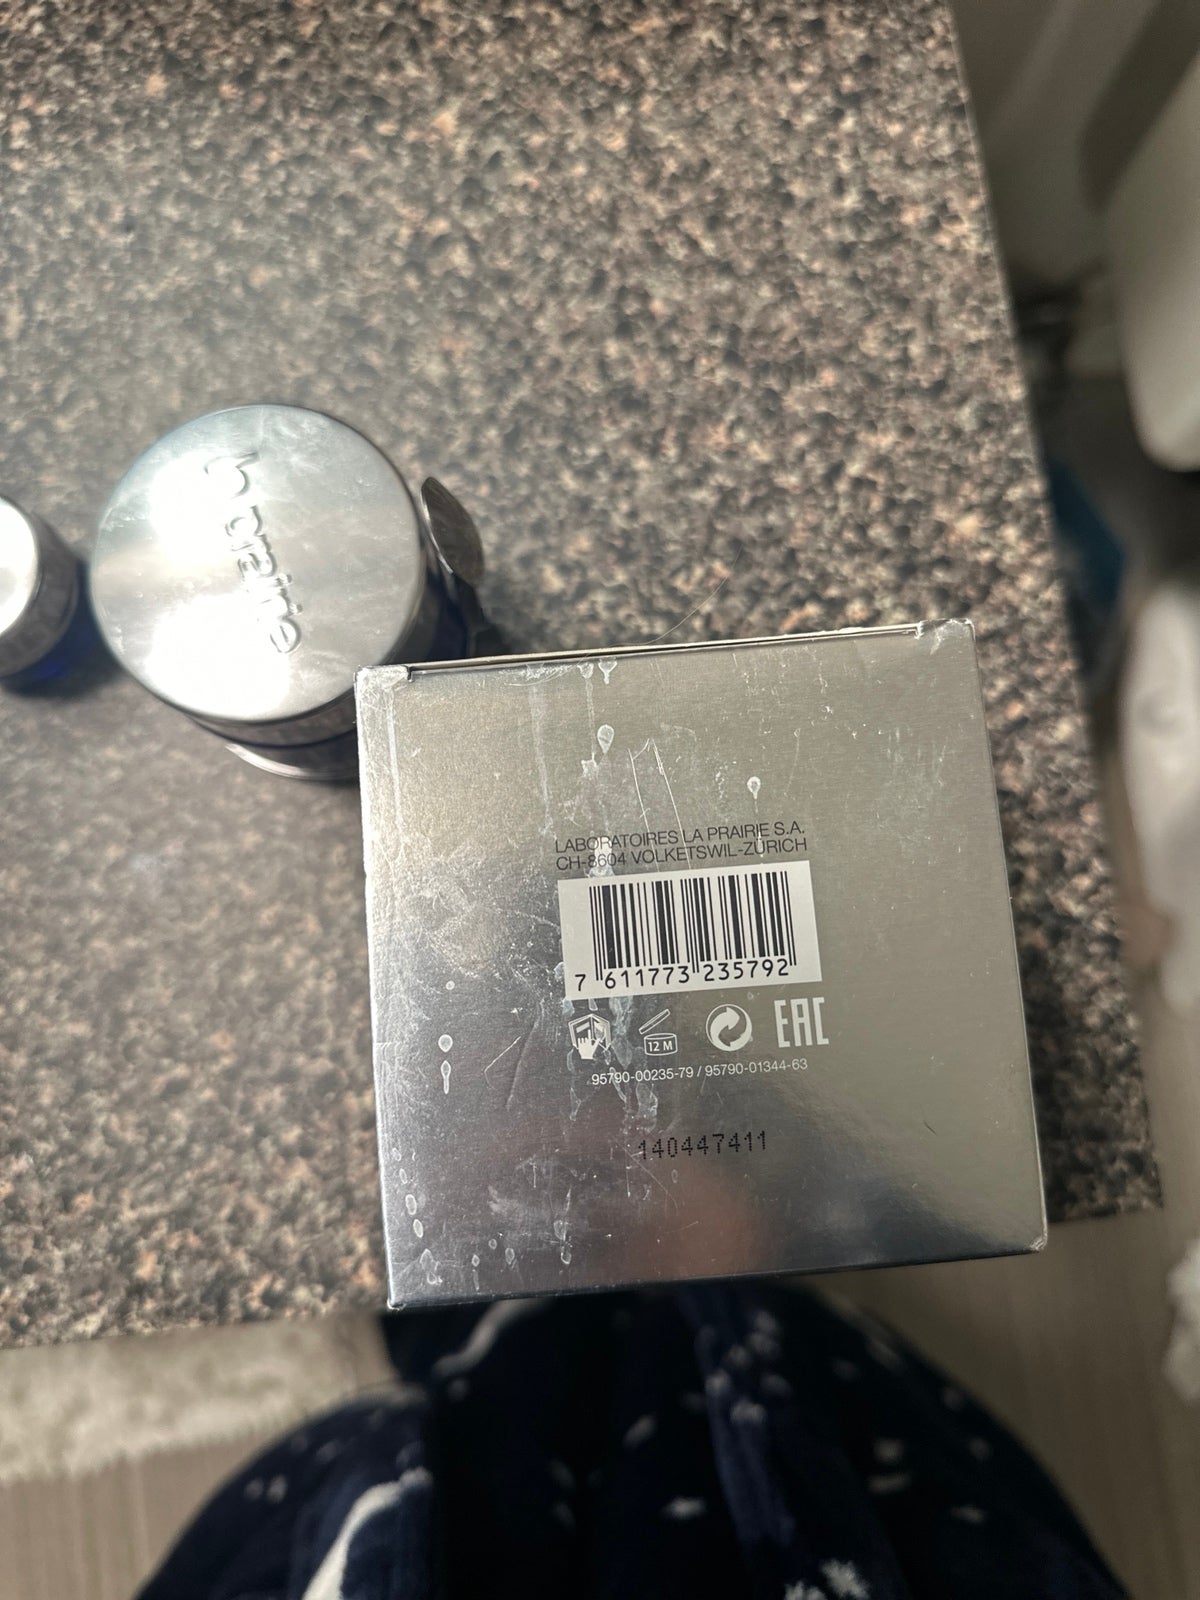 la prairie
LABORATOIRES LA PRAIRIE S.A.
CH-8604 VOLKETSWIL-ZÜRICH
7 611773 235792
12 M
EAC
95790-00235-79 / 95790-01344-63
140447411